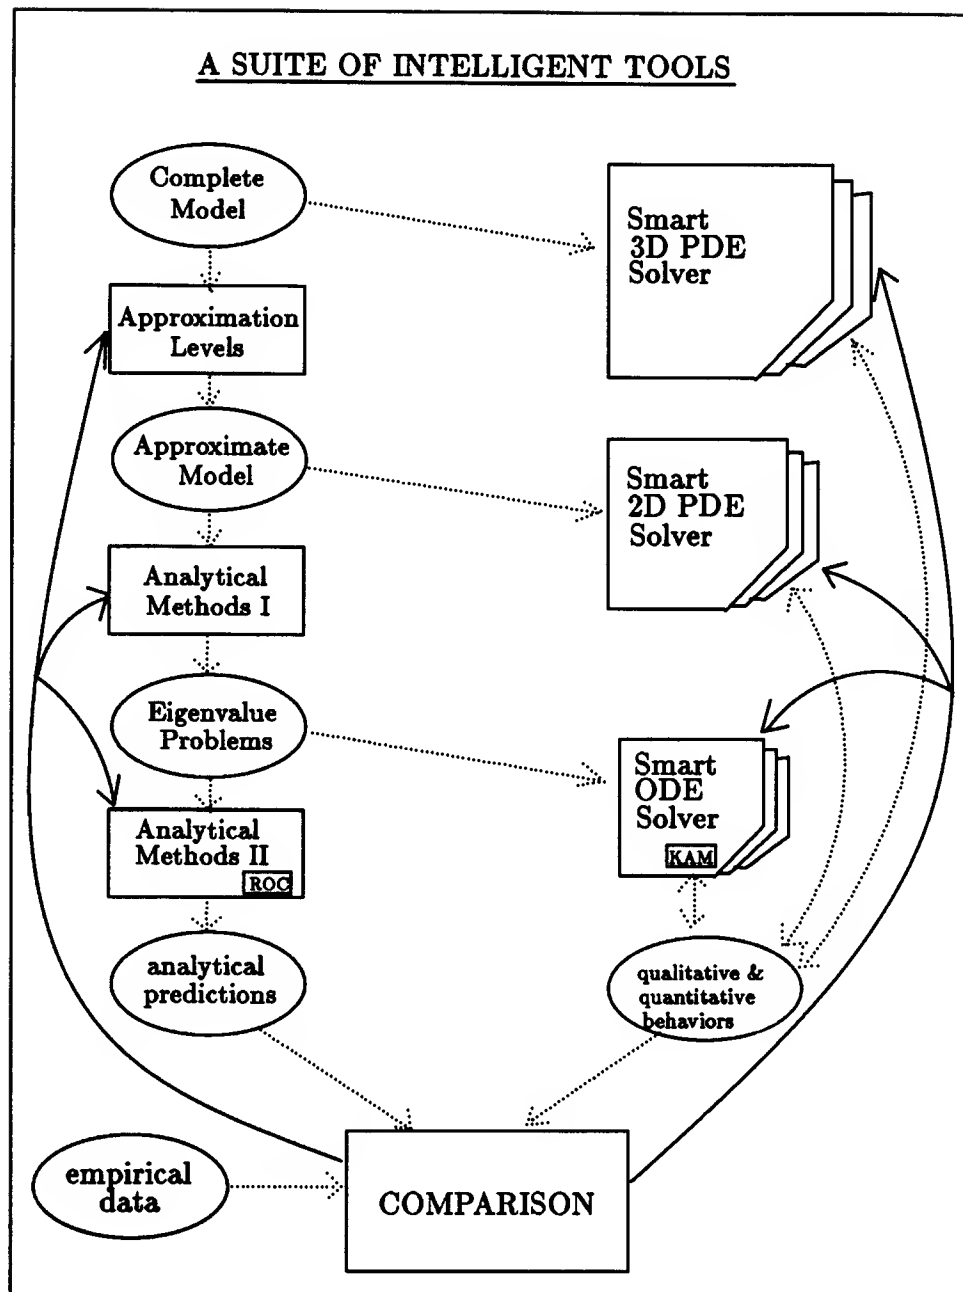 A SUITE OF INTELLIGENT TOOLS
Complete
Model
Approximation
Levels
Approximate
Model
Analytical
Methods I
Eigenvalue
Problems
Analytical
Methods II
ROC
analytical
predictions
empirical
data
Smart
3D PDE
Solver
Smart
2D PDE
Solver
Smart
ODE
Solver
KAM
qualitative &
quantitative
behaviors
COMPARISON